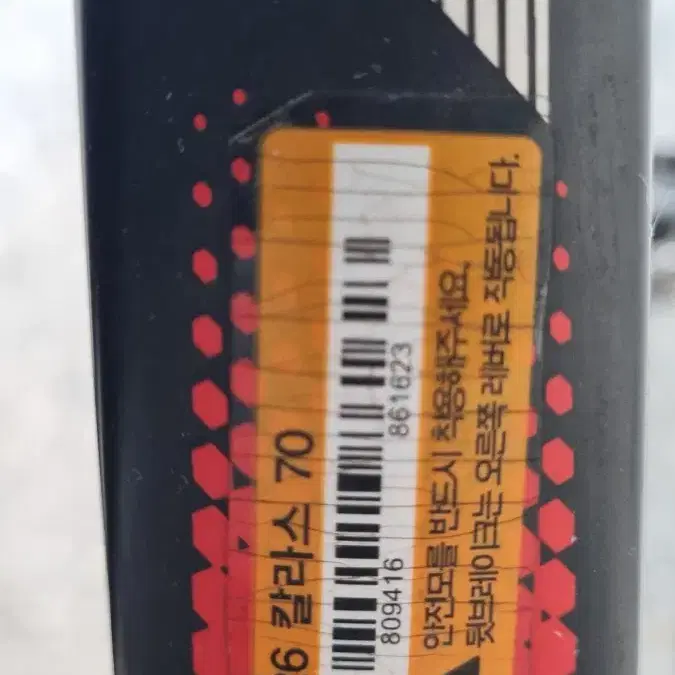 26 칼라스 70
809416 861623
안전모를 반드시 착용해주세요.
뒷브레이크는 오른쪽 레버로 작동됩니다.